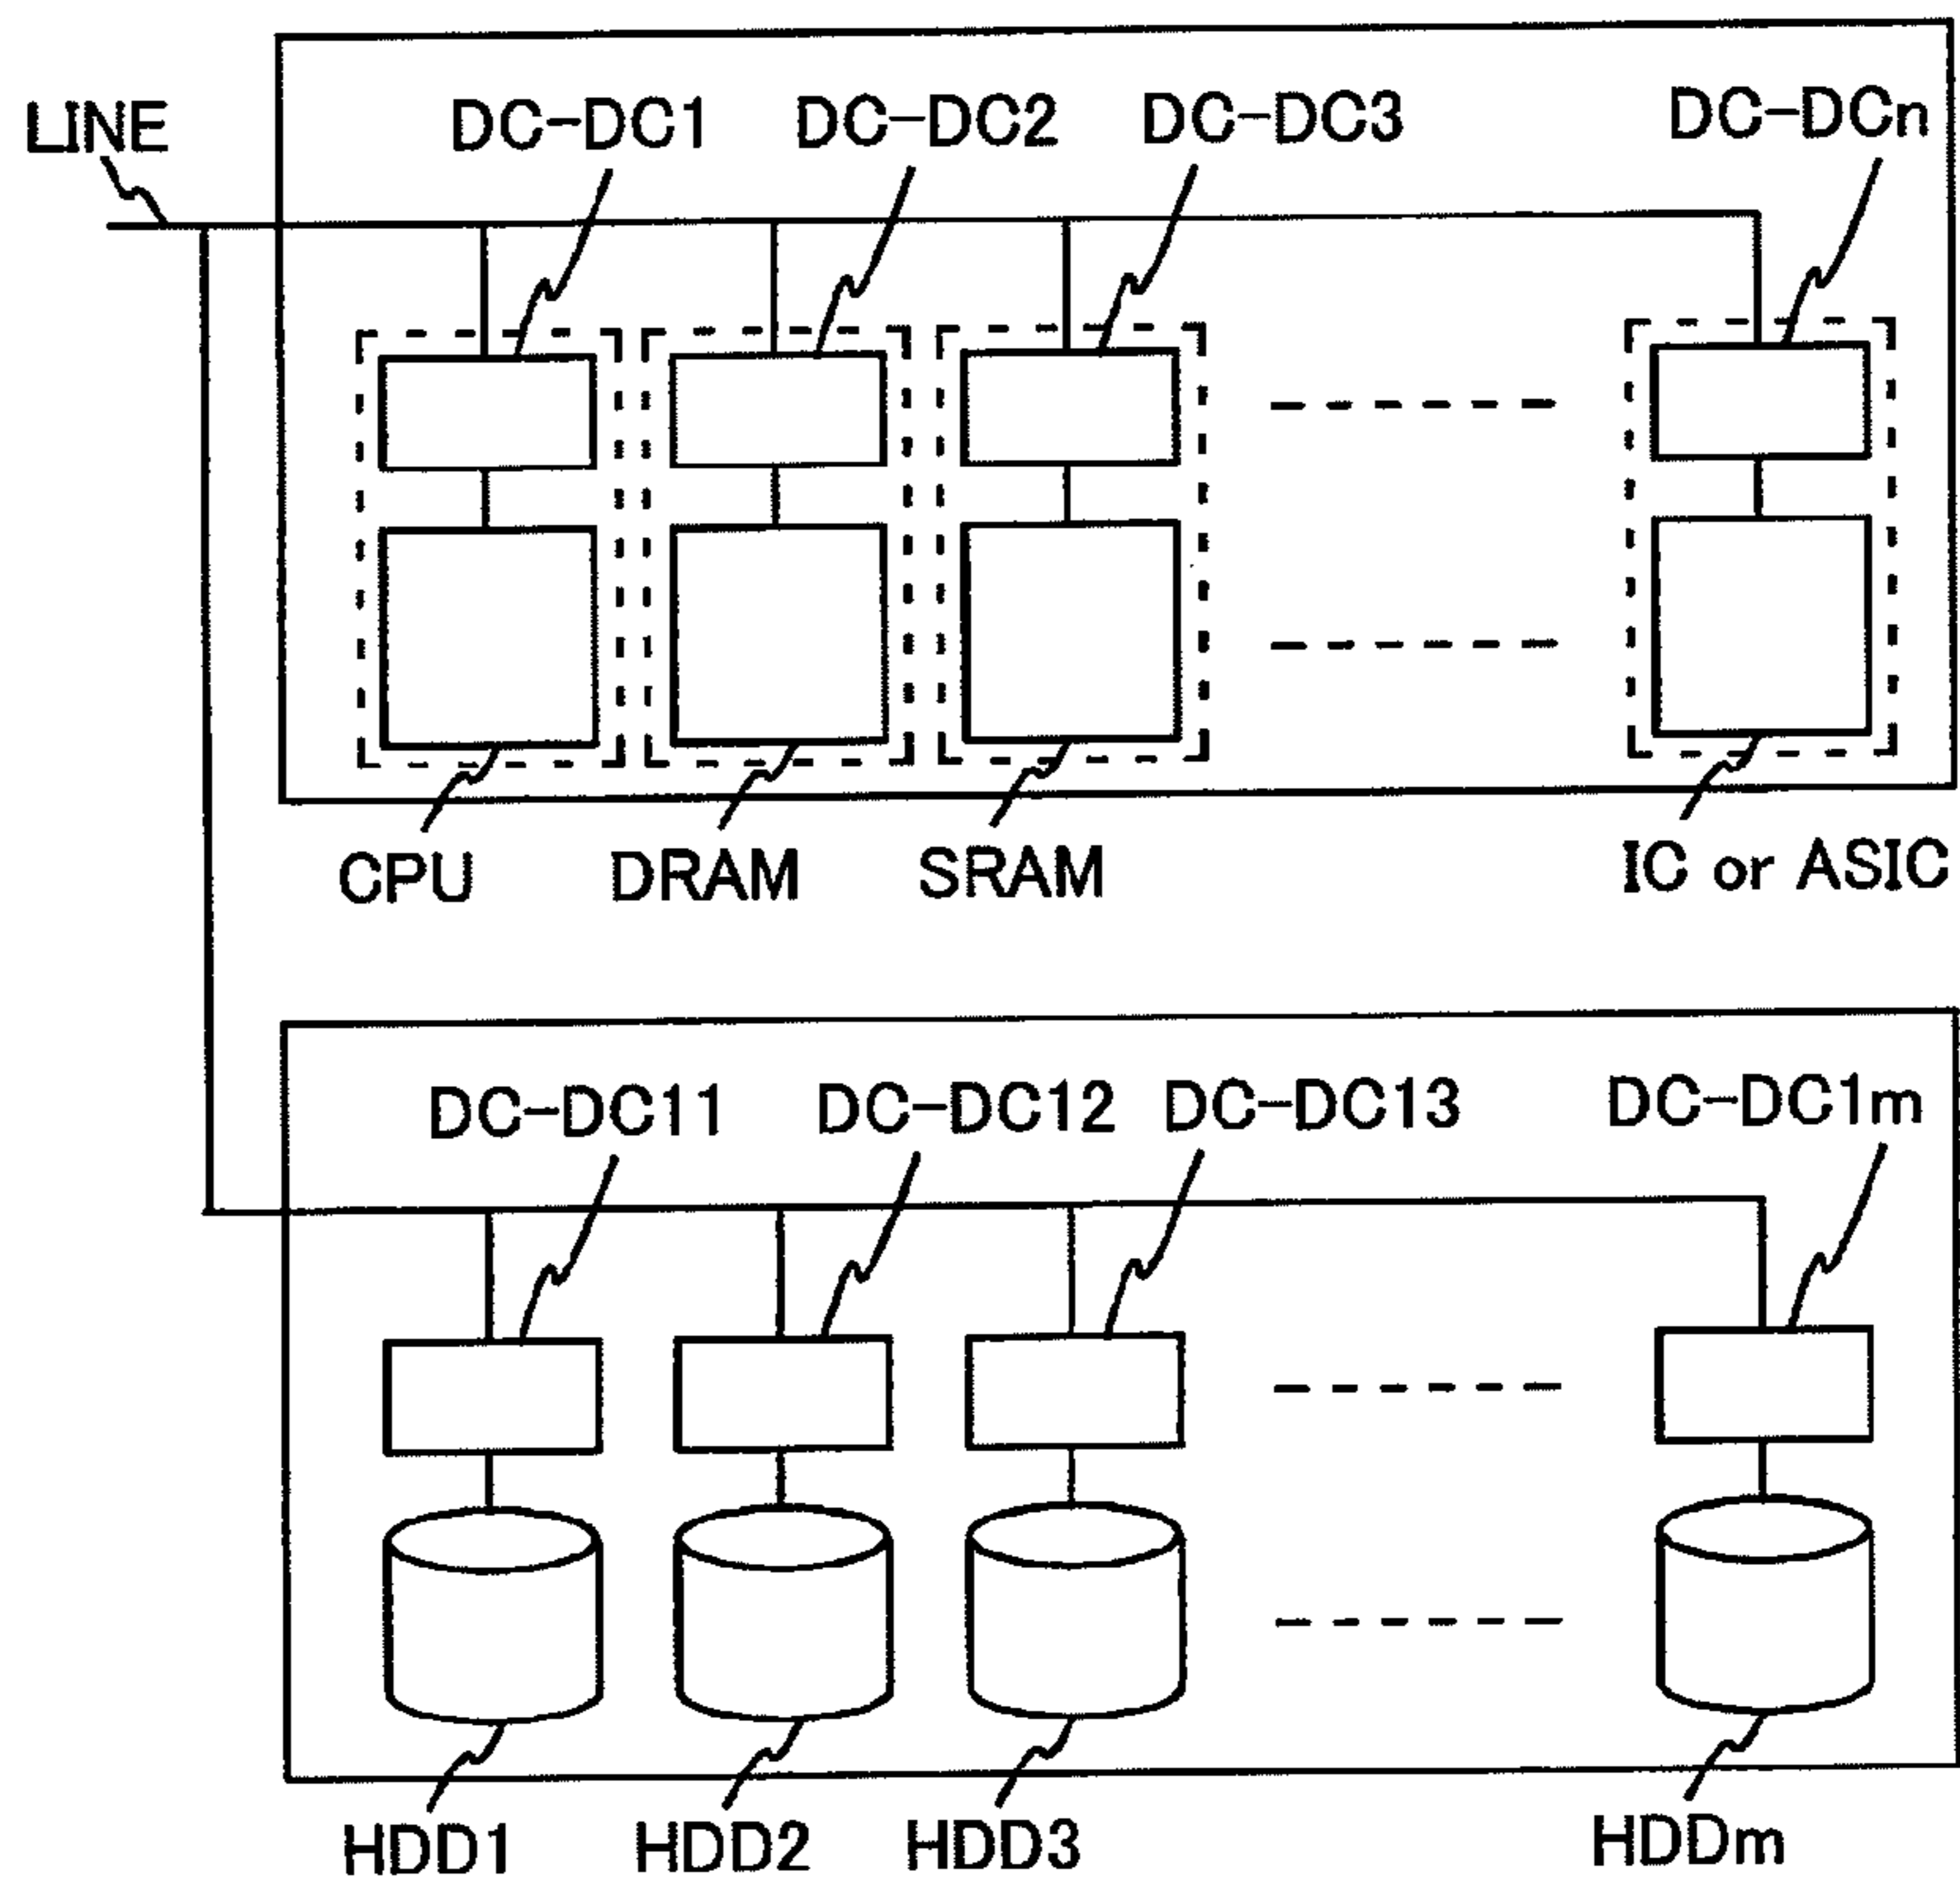 LINE
DC-DC1
DC-DC2
DC-DC3
DC-DCn
CPU
DRAM
SRAM
IC or ASIC
DC-DC11
DC-DC12
DC-DC13
DC-DC1m
HDD1
HDD2
HDD3
HDDm